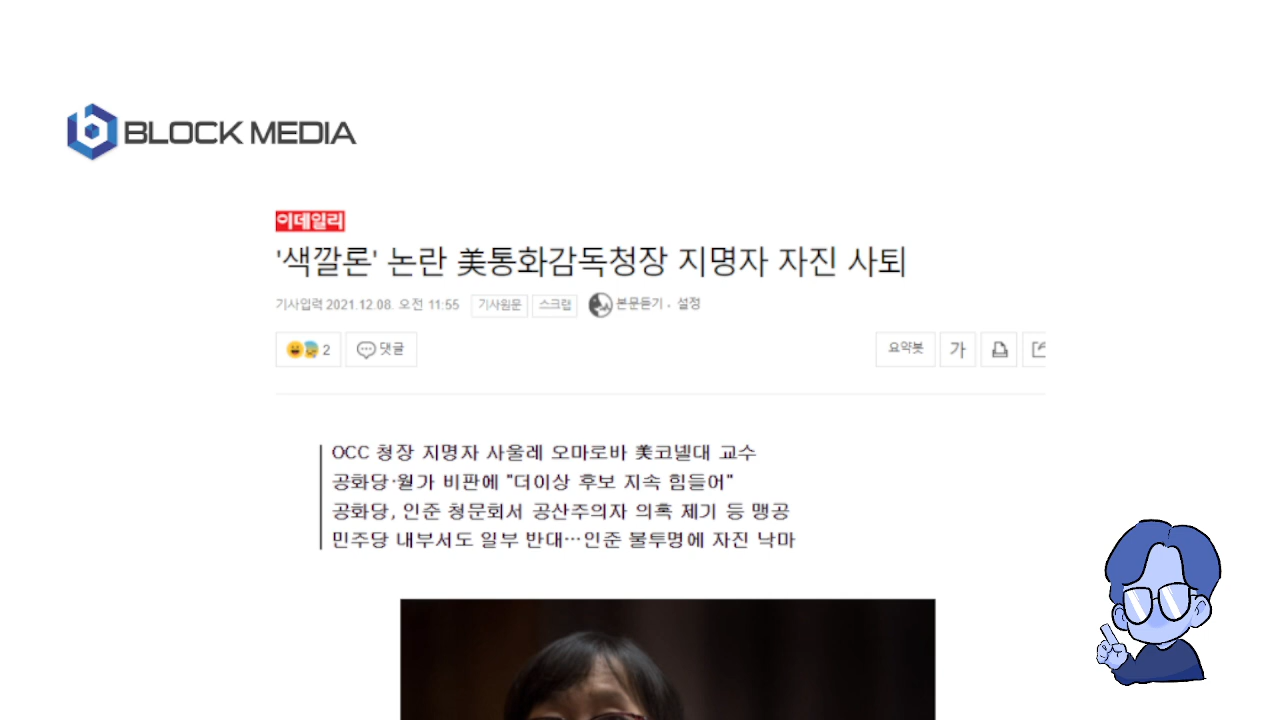 BLOCK MEDIA
이데일리
'색깔론' 논란 美통화감독청장 지명자 자진 사퇴
기사입력 2021.12.08. 오전 11:55 기사원문 스크랩 본문듣기 · 설정
2 댓글 요약봇 가
OCC 청장 지명자 사울레 오마로바 美코넬대 교수
공화당·월가 비판에 "더이상 후보 지속 힘들어"
공화당, 인준 청문회서 공산주의자 의혹 제기 등 맹공
민주당 내부서도 일부 반대…인준 불투명에 자진 낙마